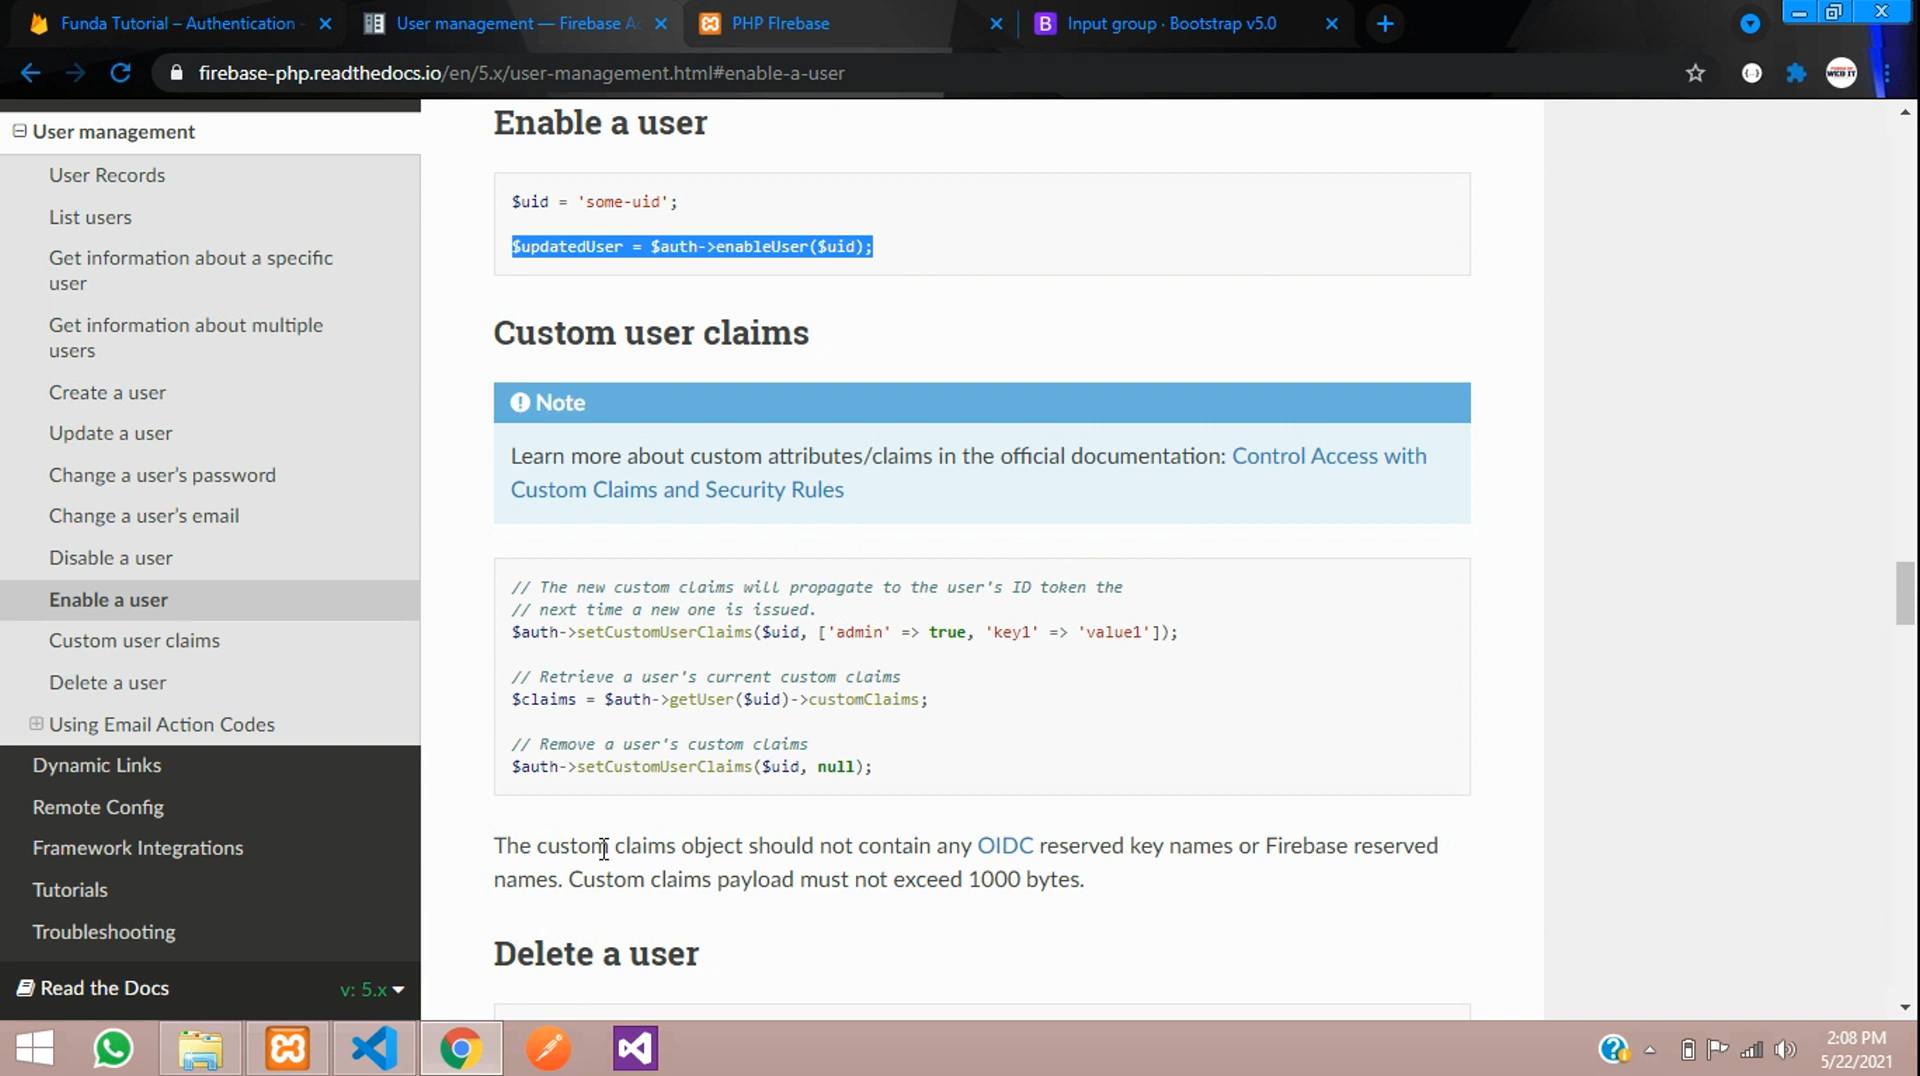 Funda Tutorial – Authentication -
User management — Firebase A
PHP FIrebase
Input group · Bootstrap v5.0
firebase-php.readthedocs.io/en/5.x/user-management.html#enable-a-user
User management
User Records
List users
Get information about a specific
user
Get information about multiple
users
Create a user
Update a user
Change a user's password
Change a user's email
Disable a user
Enable a user
Custom user claims
Delete a user
Using Email Action Codes
Dynamic Links
Remote Config
Framework Integrations
Tutorials
Troubleshooting
Read the Docs
v: 5.x
Enable a user
$uid = 'some-uid';
$updatedUser = $auth->enableUser($uid);
Custom user claims
Note
Learn more about custom attributes/claims in the official documentation: Control Access with
Custom Claims and Security Rules
// The new custom claims will propagate to the user's ID token the
// next time a new one is issued.
$auth->setCustomUserClaims($uid, ['admin' => true, 'key1' => 'value1']);
// Retrieve a user's current custom claims
$claims = $auth->getUser($uid)->customClaims;
// Remove a user's custom claims
$auth->setCustomUserClaims($uid, null);
The custom claims object should not contain any OIDC reserved key names or Firebase reserved
names. Custom claims payload must not exceed 1000 bytes.
Delete a user
2:08 PM
5/22/2021